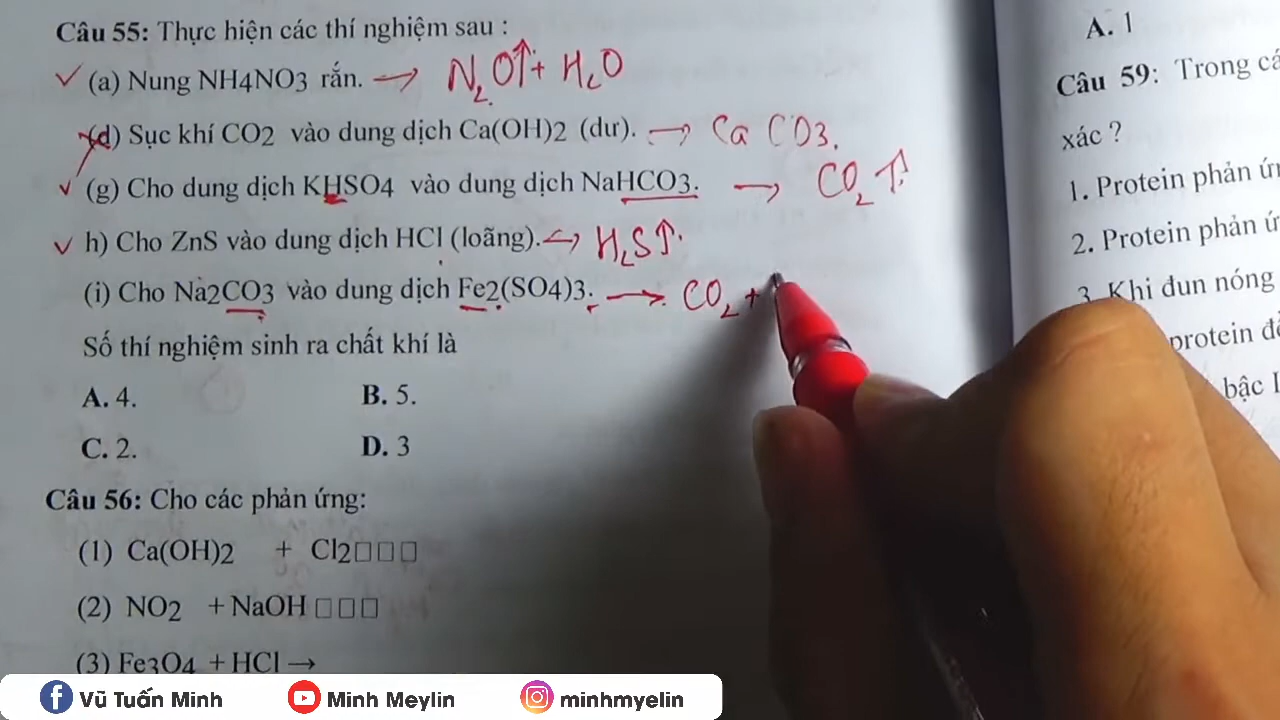 Câu 55: Thực hiện các thí nghiệm sau :
(a) Nung NH4NO3 rắn. → N2O↑ + H2O
(d) Sục khí CO2 vào dung dịch Ca(OH)2 (dư). → CaCO3.
(g) Cho dung dịch KHSO4 vào dung dịch NaHCO3. → CO2↑
h) Cho ZnS vào dung dịch HCl (loãng). → H2S↑.
(i) Cho Na2CO3 vào dung dịch Fe2(SO4)3. → CO2 +
Số thí nghiệm sinh ra chất khí là
A. 4. B. 5.
C. 2. D. 3
Câu 56: Cho các phản ứng:
(1) Ca(OH)2 + Cl2□□□
(2) NO2 + NaOH □□□
(3) Fe3O4 + HCl →
A. 1
Câu 59: Trong
xác ?
1. Protein phản
2. Protein phản
3. Khi đun nóng
protein
bậc
Vũ Tuấn Minh Minh Meylin minhmyelin